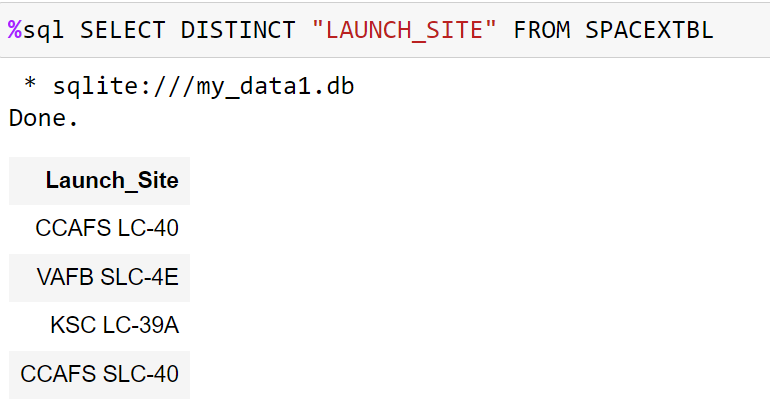 %sql SELECT DISTINCT "LAUNCH_SITE" FROM SPACEXTBL
* sqlite:///my_data1.db
Done.
Launch_Site
CCAFS LC-40
VAFB SLC-4E
KSC LC-39A
CCAFS SLC-40